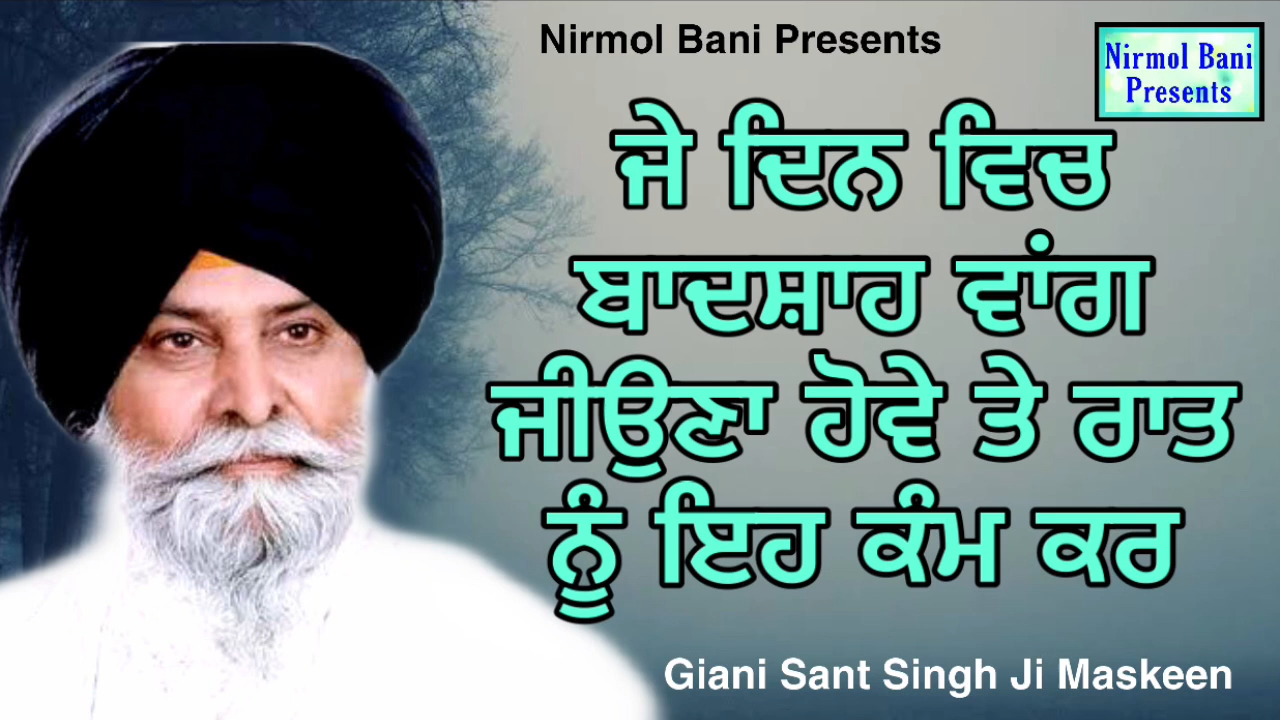 Nirmol Bani Presents
Nirmol Bani
Presents
ਜੇ ਦਿਨ ਵਿਚ
ਬਾਦਸ਼ਾਹ ਵਾਂਗ
ਜੀਉਣਾ ਹੋਵੇ ਤੇ ਰਾਤ
ਨੂੰ ਇਹ ਕੰਮ ਕਰ
Giani Sant Singh Ji Maskeen